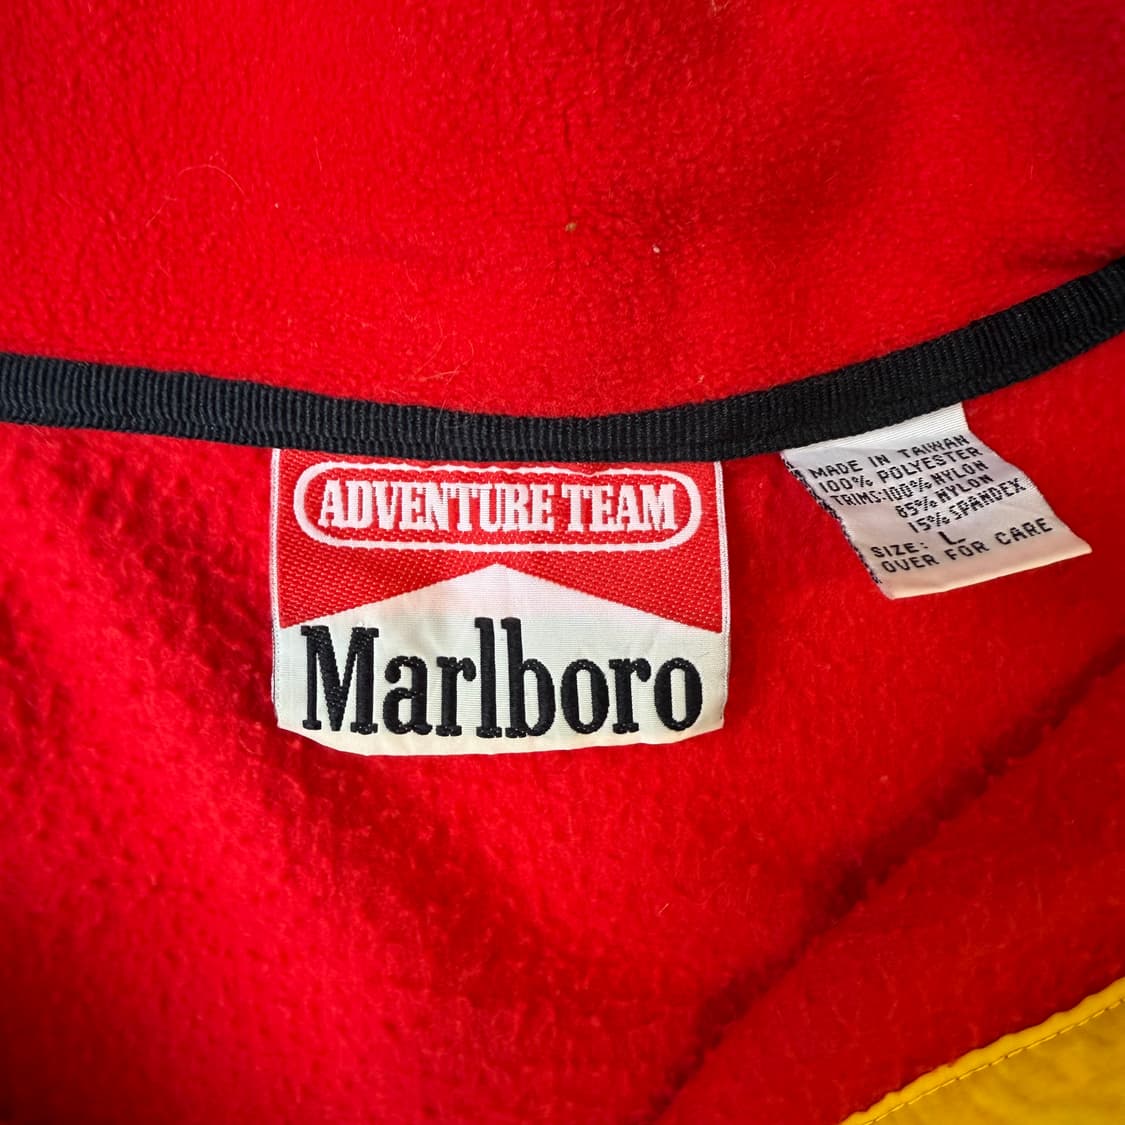 ADVENTURE TEAM
Marlboro
MADE IN TAIWAN
100% POLYESTER
TRIMS:100% NYLON
85% NYLON
15% SPANDEX
SIZE: L
OVER FOR CARE